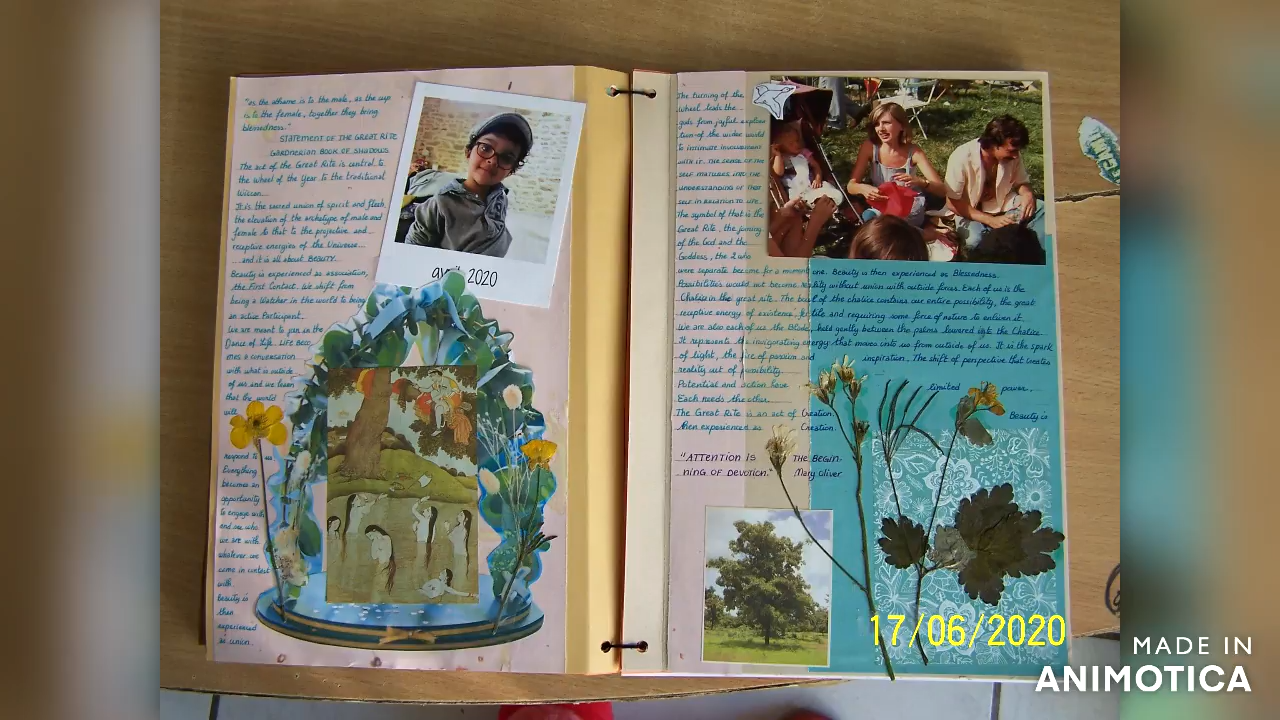 "as the athame is to the male, as the cup
is to the female, together they bring
blessedness."
STATEMENT OF THE GREAT RITE
GARDNERIAN BOOK OF SHADOWS
The act of the Great Rite is central to
the wheel of the Year to the traditional
Wiccan...
It is the sacred union of spirit and flesh,
the elevation of the archetype of male and
female to that to the projective and
receptive energies of the Universe...
... and it is all about BEAUTY.
Beauty is experienced as association,
the First Contact. We shift from
being a Watcher in the world to being
an active Participant.
We are meant to join in the
Dance of Life. LIFE Beco
mes a conversation
with what is outside
of us and we learn
that the world
will
respond to us
Everything
becomes an
opportunity
to engage with
and see who
we are with
whatever we
come in contact
with.
Beauty is
then
experienced
as union.
avril 2020
The turning of the
wheel leads the
gods from joyful explora
tion of the wider world
to intimate involvement
with it. The sense of the
self matures into the
understanding of that
self in relation to life.
The symbol of that is the
Great Rite, the joining
of the God and the
Goddess, the 2 who
were separate become for a moment one. Beauty is then experienced as Blessedness.
Possibilities would not become reality without union with outside forces. Each of us is the
Chalice in the great rite. The bowl of the chalice contains our entire possibility, the great
receptive energy of existence, fertile and requiring some force of nature to enliven it.
We are also each of us the Blade, held gently between the palms lowered into the Chalice.
It represents the invigorating energy that moves into us from outside of us. It is the spark
of light, the fire of passion and inspiration. The shift of perspective that creates
reality out of possibility.
Potential and action have limited power.
Each needs the other.
The Great Rite is an act of Creation. Beauty is
then experienced as Creation.
"ATTENTION IS THE BEGIN-
NING OF DEVOTION." Mary Oliver
17/06/2020
MADE IN
ANIMOTICA